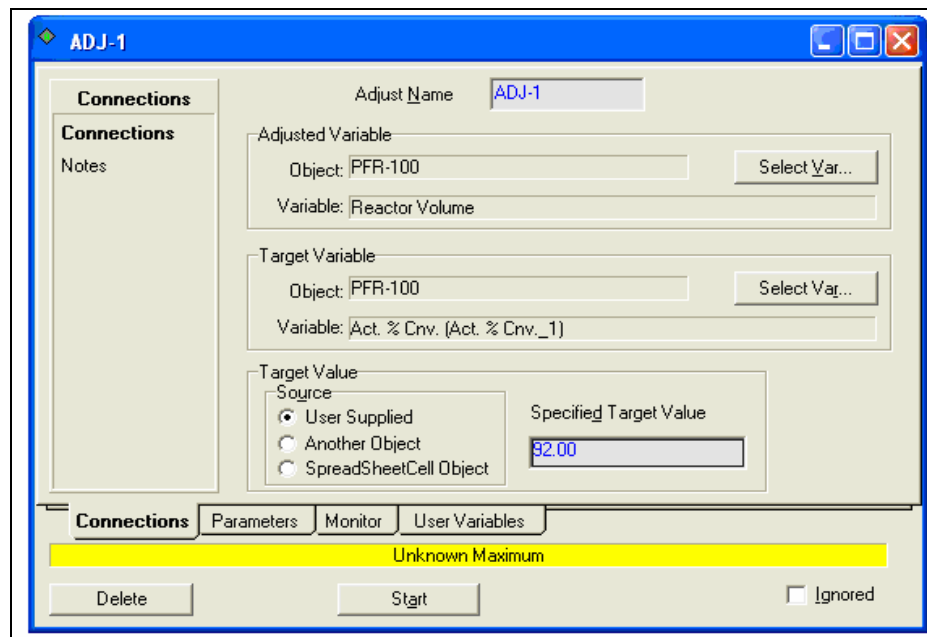 ADJ-1
Connections
Connections
Notes
Adjust Name ADJ-1
Adjusted Variable
Object: PFR-100 Select Var...
Variable: Reactor Volume
Target Variable
Object: PFR-100 Select Var...
Variable: Act. % Cnv. (Act. % Cnv._1)
Target Value
Source
User Supplied
Another Object
SpreadSheetCell Object
Specified Target Value
92.00
Connections Parameters Monitor User Variables
Unknown Maximum
Delete Start Ignored